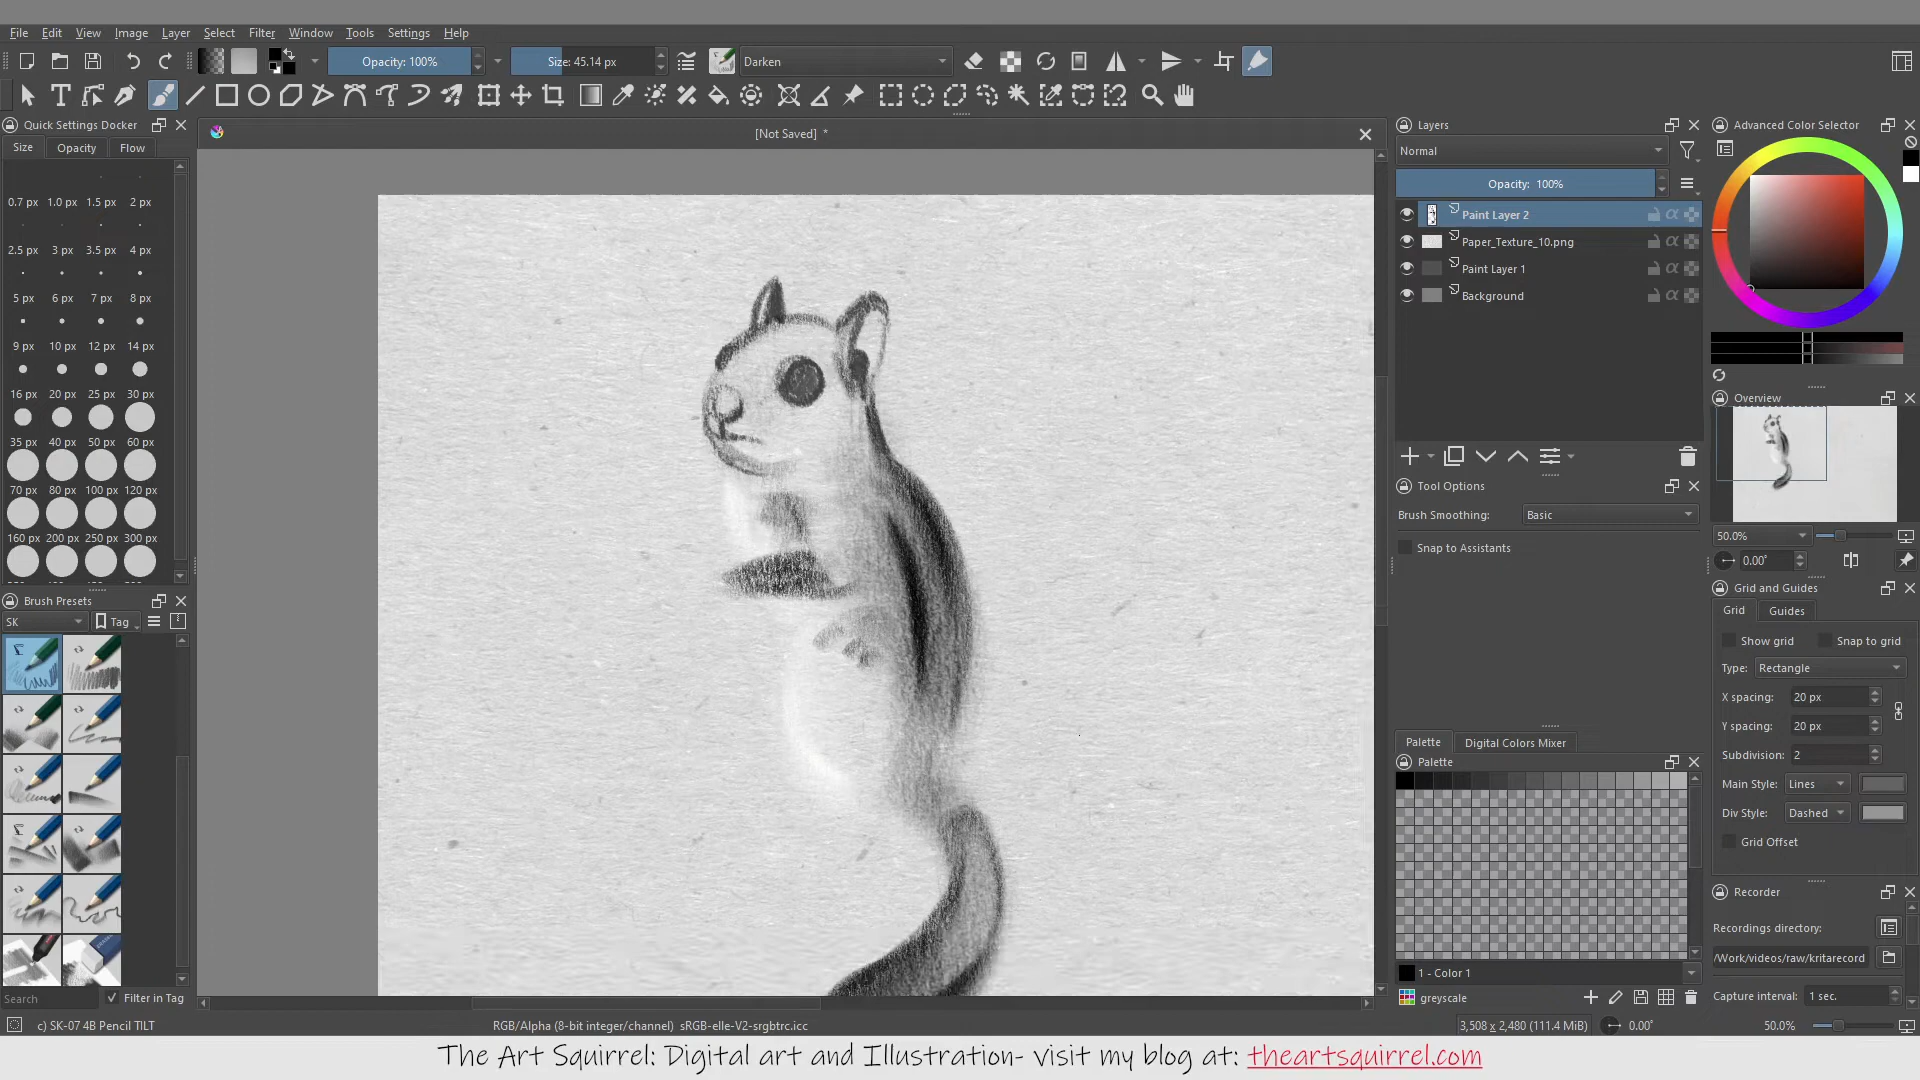 File Edit View Image Layer Select Filter Window Tools Settings Help
Opacity: 100% Size: 45.14 px Darken
Quick Settings Docker
Size Opacity Flow
0.7 px 1.0 px 1.5 px 2 px
2.5 px 3 px 3.5 px 4 px
5 px 6 px 7 px 8 px
9 px 10 px 12 px 14 px
16 px 20 px 25 px 30 px
35 px 40 px 50 px 60 px
70 px 80 px 100 px 120 px
160 px 200 px 250 px 300 px
Brush Presets
SK Tag
Search Filter in Tag
c) SK-07 4B Pencil TILT
[Not Saved] *
RGB/Alpha (8-bit integer/channel) sRGB-elle-V2-srgbtrc.icc
3,508 x 2,480 (111.4 MiB) 0.00° 50.0%
Layers
Normal
Opacity: 100%
Paint Layer 2
Paper_Texture_10.png
Paint Layer 1
Background
Tool Options
Brush Smoothing: Basic
Snap to Assistants
Palette Digital Colors Mixer
Palette
1 - Color 1
greyscale
Advanced Color Selector
Overview
50.0%
0.00°
Grid and Guides
Grid Guides
Show grid Snap to grid
Type: Rectangle
X spacing: 20 px
Y spacing: 20 px
Subdivision: 2
Main Style: Lines
Div Style: Dashed
Grid Offset
Recorder
Recordings directory:
/Work/videos/raw/kritarecord
Capture interval: 1 sec.
The Art Squirrel: Digital art and Illustration- visit my blog at: theartsquirrel.com